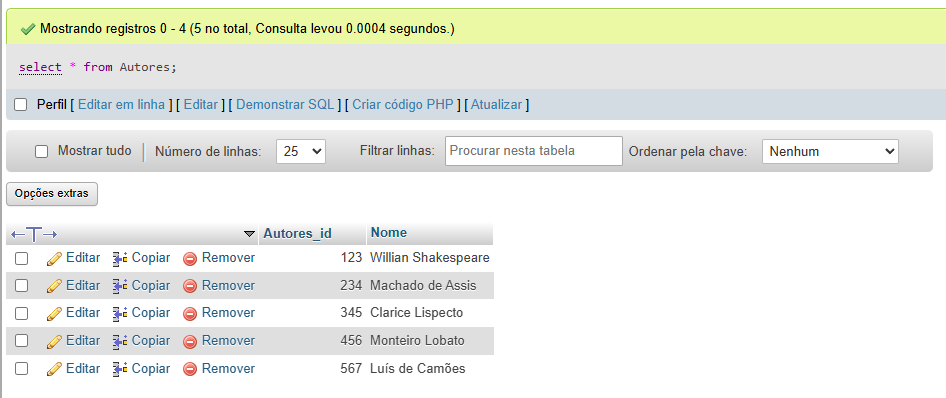 Mostrando registros 0 - 4 (5 no total, Consulta levou 0.0004 segundos.)
select * from Autores;
Perfil [ Editar em linha ] [ Editar ] [ Demonstrar SQL ] [ Criar código PHP ] [ Atualizar ]
Mostrar tudo | Número de linhas: 25 Filtrar linhas: Procurar nesta tabela Ordenar pela chave: Nenhum
Opções extras
←T→ Autores_id Nome
Editar Copiar Remover 123 Willian Shakespeare
Editar Copiar Remover 234 Machado de Assis
Editar Copiar Remover 345 Clarice Lispecto
Editar Copiar Remover 456 Monteiro Lobato
Editar Copiar Remover 567 Luís de Camões